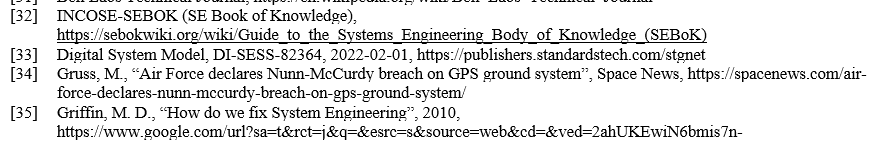 [32] INCOSE-SEBOK (SE Book of Knowledge),
https://sebokwiki.org/wiki/Guide_to_the_Systems_Engineering_Body_of_Knowledge_(SEBoK)
[33] Digital System Model, DI-SESS-82364, 2022-02-01, https://publishers.standardstech.com/stgnet
[34] Gruss, M., “Air Force declares Nunn-McCurdy breach on GPS ground system”, Space News, https://spacenews.com/air-
force-declares-nunn-mccurdy-breach-on-gps-ground-system/
[35] Griffin, M. D., “How do we fix System Engineering”, 2010,
https://www.google.com/url?sa=t&rct=j&q=&esrc=s&source=web&cd=&ved=2ahUKEwiN6bmis7n-